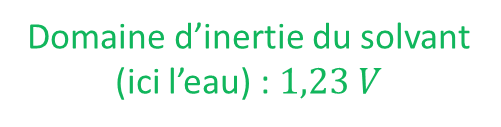 Domaine d’inertie du solvant
(ici l’eau) : 1,23 V